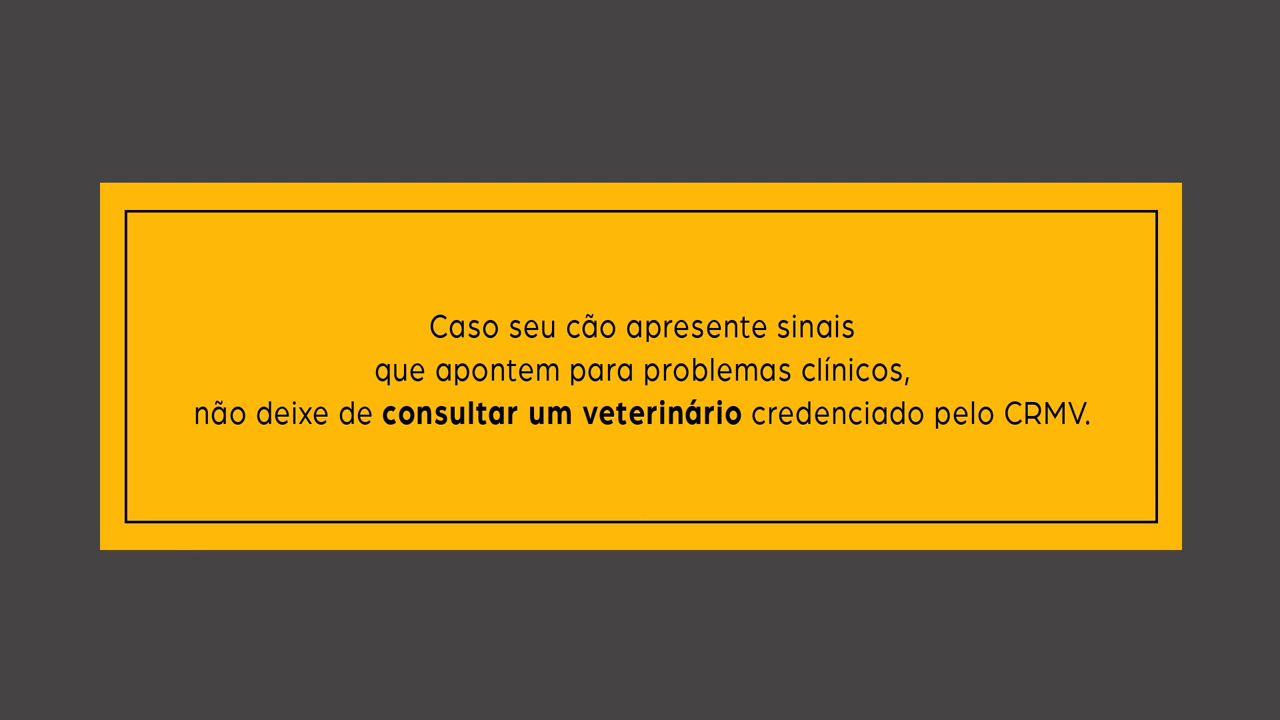 Caso seu cão apresente sinais
que apontem para problemas clínicos,
não deixe de consultar um veterinário credenciado pelo CRMV.